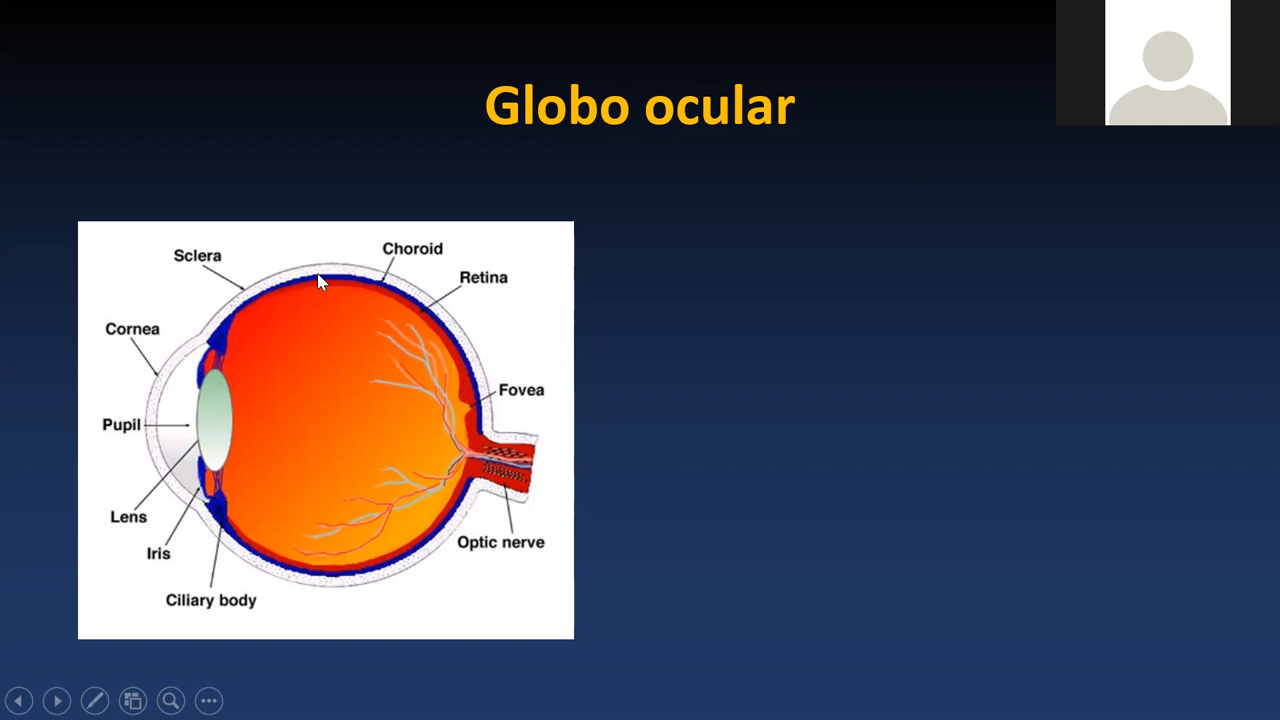 Globo ocular
Sclera
Choroid
Retina
Cornea
Fovea
Pupil
Lens
Iris
Optic nerve
Ciliary body